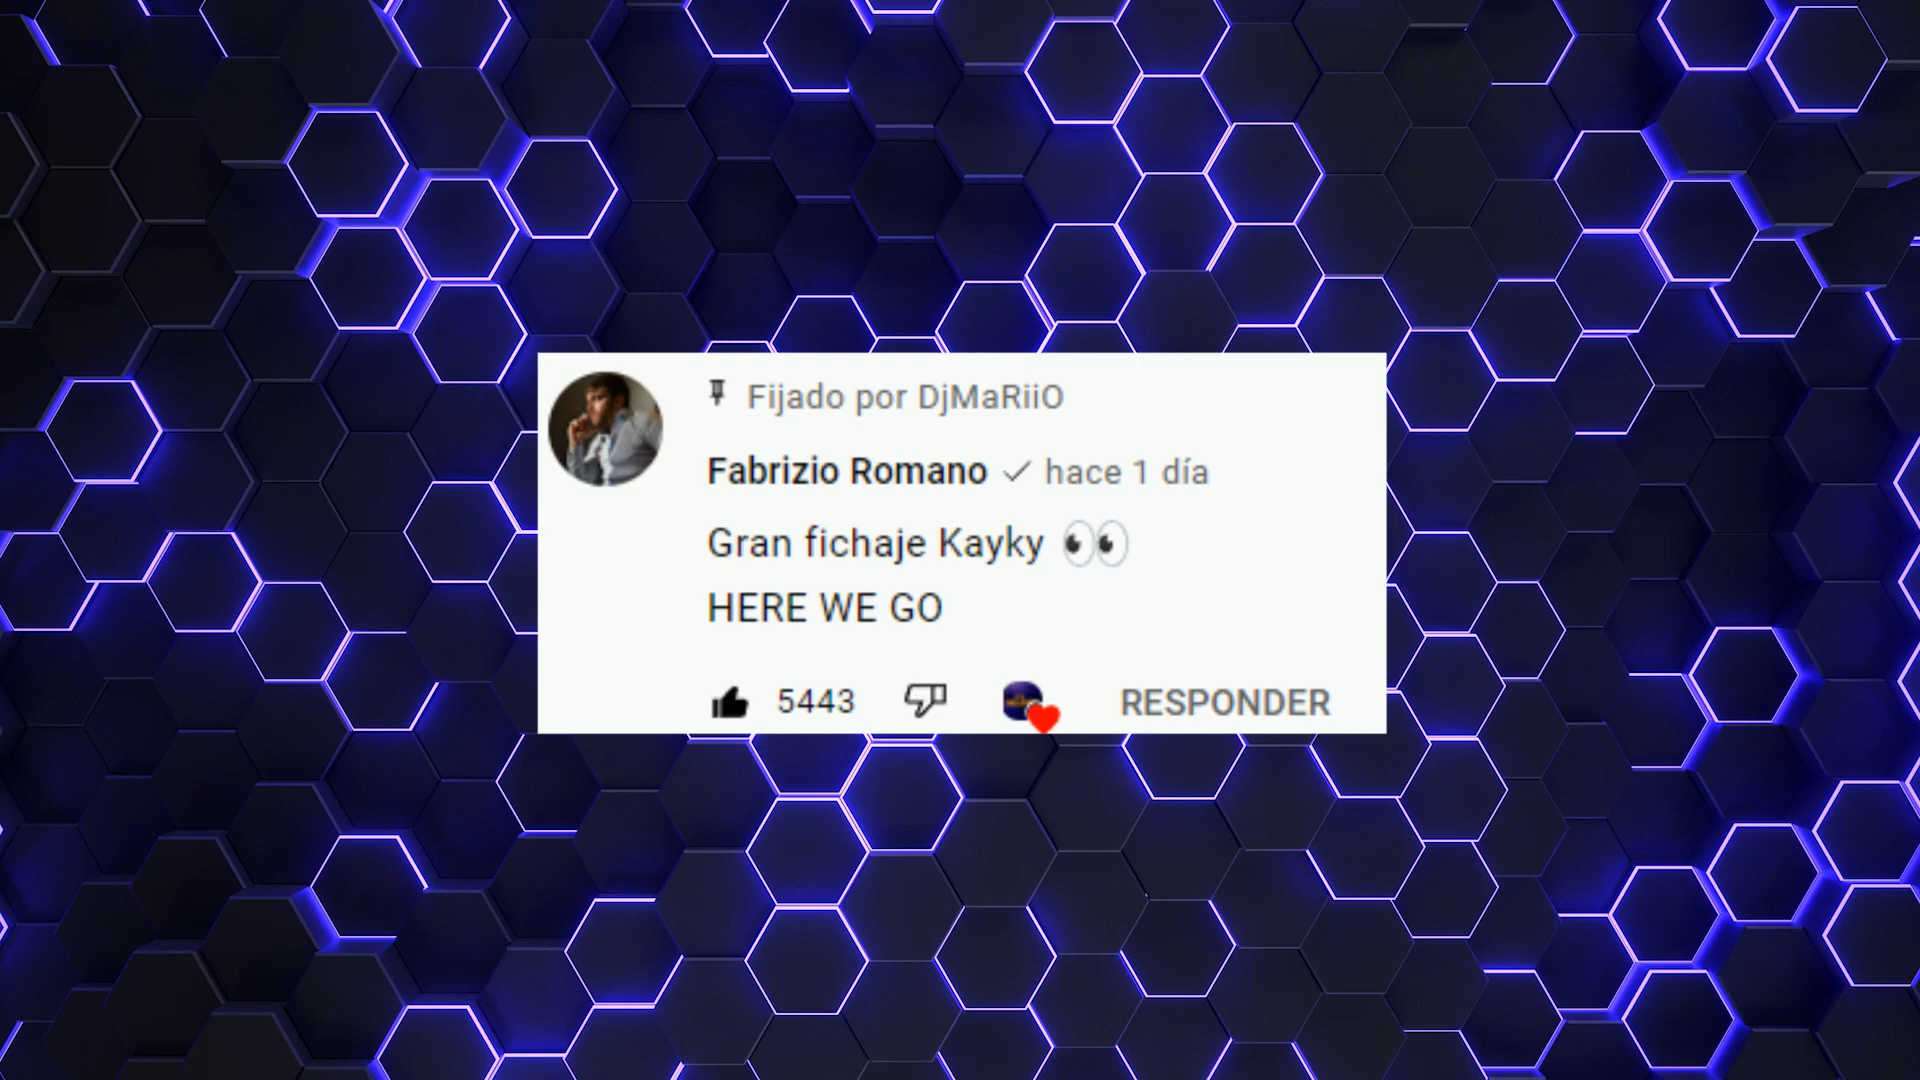 Fijado por DjMaRiiO
Fabrizio Romano ✓ hace 1 día
Gran fichaje Kayky 👀
HERE WE GO
5443 RESPONDER